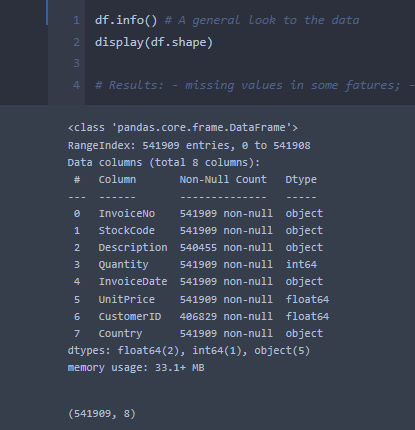 1 df.info() # A general look to the data
2 display(df.shape)
3
4 # Results: - missing values in some fatures; -
<class 'pandas.core.frame.DataFrame'>
RangeIndex: 541909 entries, 0 to 541908
Data columns (total 8 columns):
 #   Column       Non-Null Count   Dtype
---  ------       --------------   -----
 0   InvoiceNo    541909 non-null  object
 1   StockCode    541909 non-null  object
 2   Description  540455 non-null  object
 3   Quantity     541909 non-null  int64
 4   InvoiceDate  541909 non-null  object
 5   UnitPrice    541909 non-null  float64
 6   CustomerID   406829 non-null  float64
 7   Country      541909 non-null  object
dtypes: float64(2), int64(1), object(5)
memory usage: 33.1+ MB
(541909, 8)